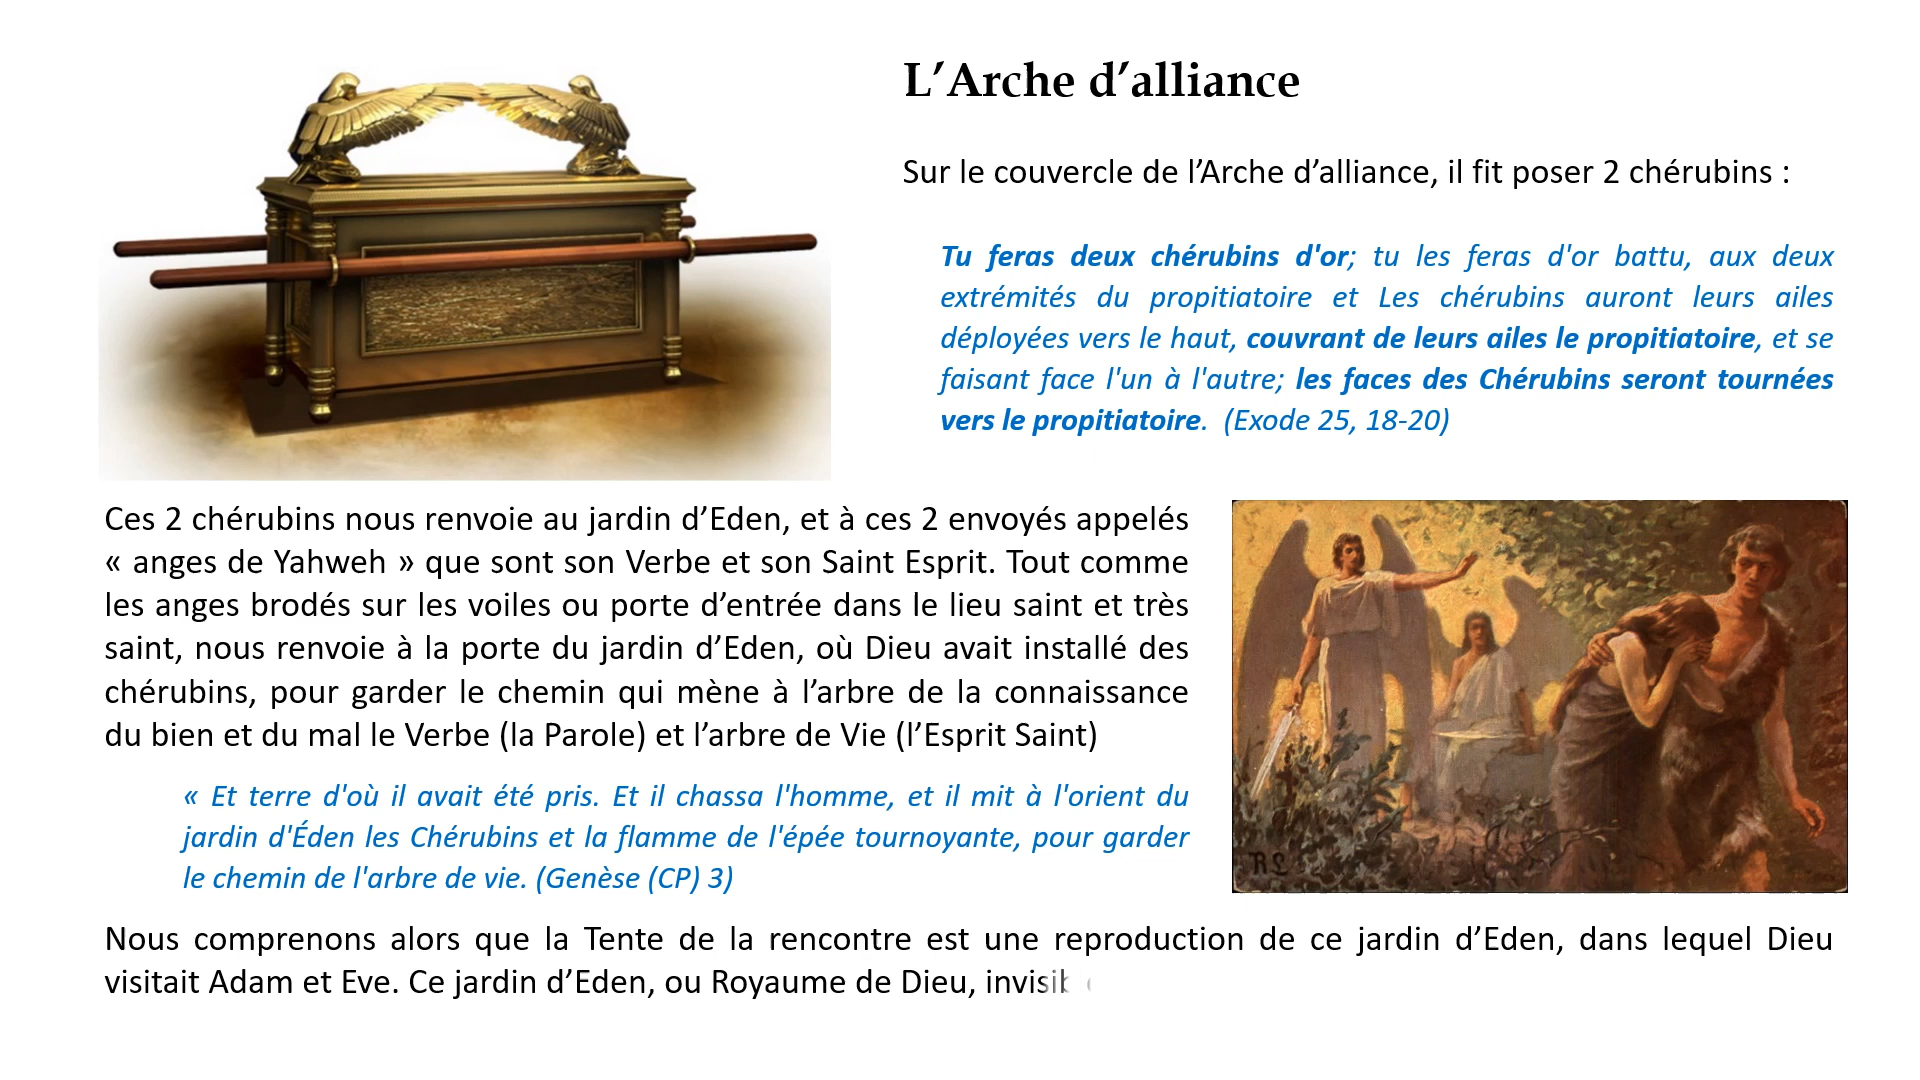 L’Arche d’alliance
Sur le couvercle de l’Arche d’alliance, il fit poser 2 chérubins :
Tu feras deux chérubins d'or; tu les feras d'or battu, aux deux
extrémités du propitiatoire et Les chérubins auront leurs ailes
déployées vers le haut, couvrant de leurs ailes le propitiatoire, et se
faisant face l'un à l'autre; les faces des Chérubins seront tournées
vers le propitiatoire. (Exode 25, 18-20)
Ces 2 chérubins nous renvoie au jardin d’Eden, et à ces 2 envoyés appelés
« anges de Yahweh » que sont son Verbe et son Saint Esprit. Tout comme
les anges brodés sur les voiles ou porte d’entrée dans le lieu saint et très
saint, nous renvoie à la porte du jardin d’Eden, où Dieu avait installé des
chérubins, pour garder le chemin qui mène à l’arbre de la connaissance
du bien et du mal le Verbe (la Parole) et l’arbre de Vie (l’Esprit Saint)
« Et terre d'où il avait été pris. Et il chassa l'homme, et il mit à l'orient du
jardin d'Éden les Chérubins et la flamme de l'épée tournoyante, pour garder
le chemin de l'arbre de vie. (Genèse (CP) 3)
RL
Nous comprenons alors que la Tente de la rencontre est une reproduction de ce jardin d’Eden, dans lequel Dieu
visitait Adam et Eve. Ce jardin d’Eden, ou Royaume de Dieu,